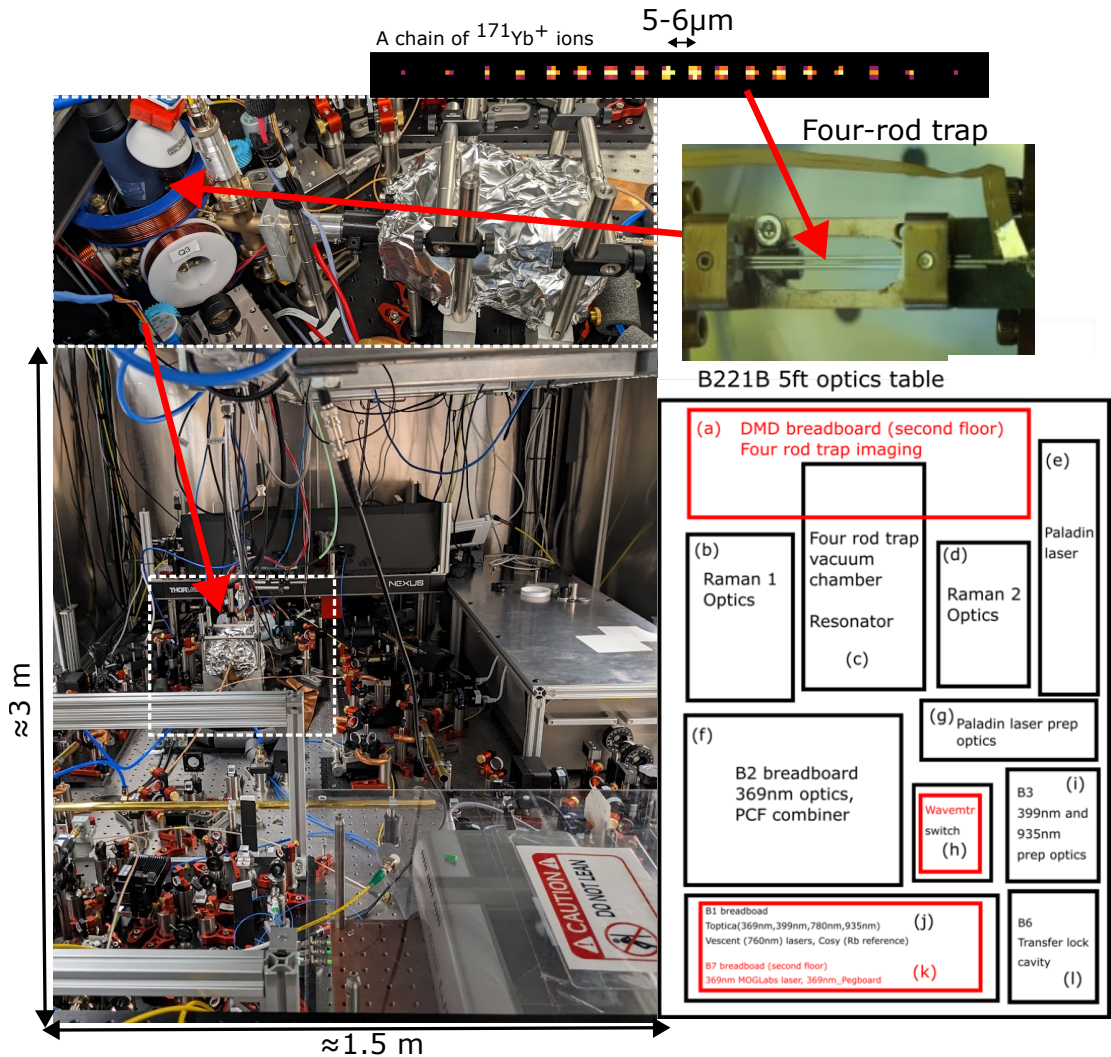 5-6μm
A chain of ¹⁷¹Yb⁺ ions
Four-rod trap
Q3
B221B 5ft optics table
(a) DMD breadboard (second floor)
Four rod trap imaging
(b)
Raman 1
Optics
Four rod trap
vacuum
chamber
Resonator
(c)
(d)
Raman 2
Optics
(e)
Paladin
laser
(f)
B2 breadboard
369nm optics,
PCF combiner
(g) Paladin laser prep
optics
Wavemtr
switch
(h)
(i)
B3
399nm and
935nm
prep optics
B1 breadboad
(j)
Toptica(369nm,399nm,780nm,935nm)
Vescent (760nm) lasers, Cosy (Rb reference)
B7 breadboad (second floor)
(k)
369nm MOGLabs laser, 369nm_Pegboard
B6
Transfer lock
cavity
(l)
NEXUS
CAUTION
DO NOT LEAN
≈3 m
≈1.5 m